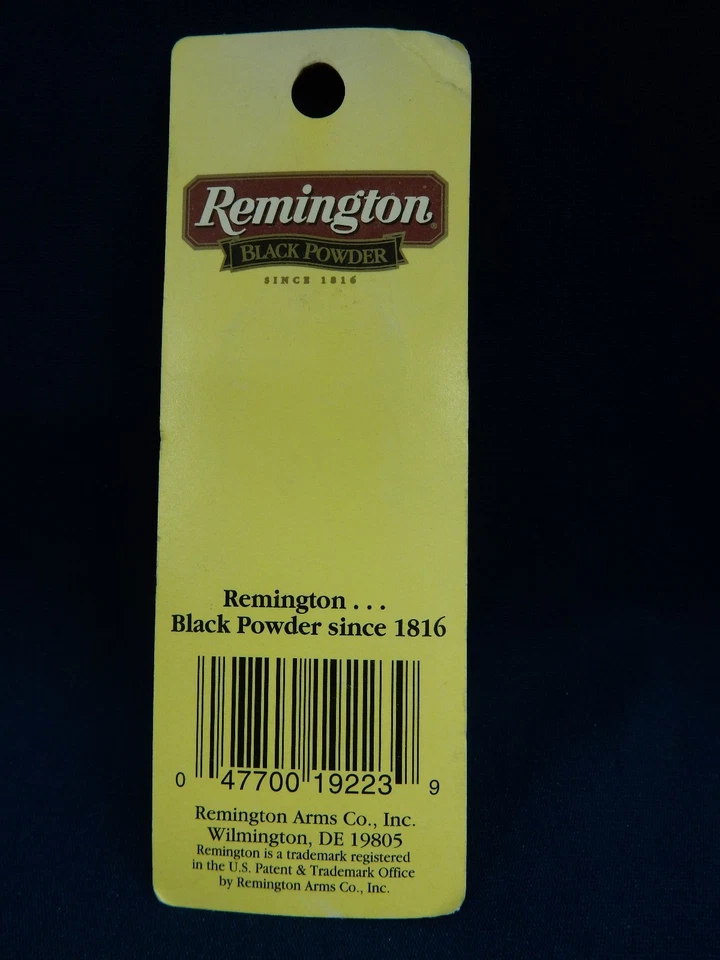 Remington®
BLACK POWDER
SINCE 1816
Remington . . .
Black Powder since 1816
0 47700 19223 9
Remington Arms Co., Inc.
Wilmington, DE 19805
Remington is a trademark registered
in the U.S. Patent & Trademark Office
by Remington Arms Co., Inc.